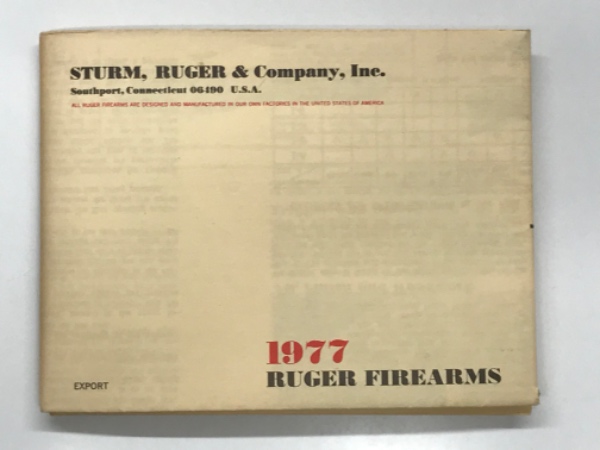 STURM, RUGER & Company, Inc.
Southport, Connecticut 06490 U.S.A.
ALL RUGER FIREARMS ARE DESIGNED AND MANUFACTURED IN OUR OWN FACTORIES IN THE UNITED STATES OF AMERICA
1977
RUGER FIREARMS
EXPORT